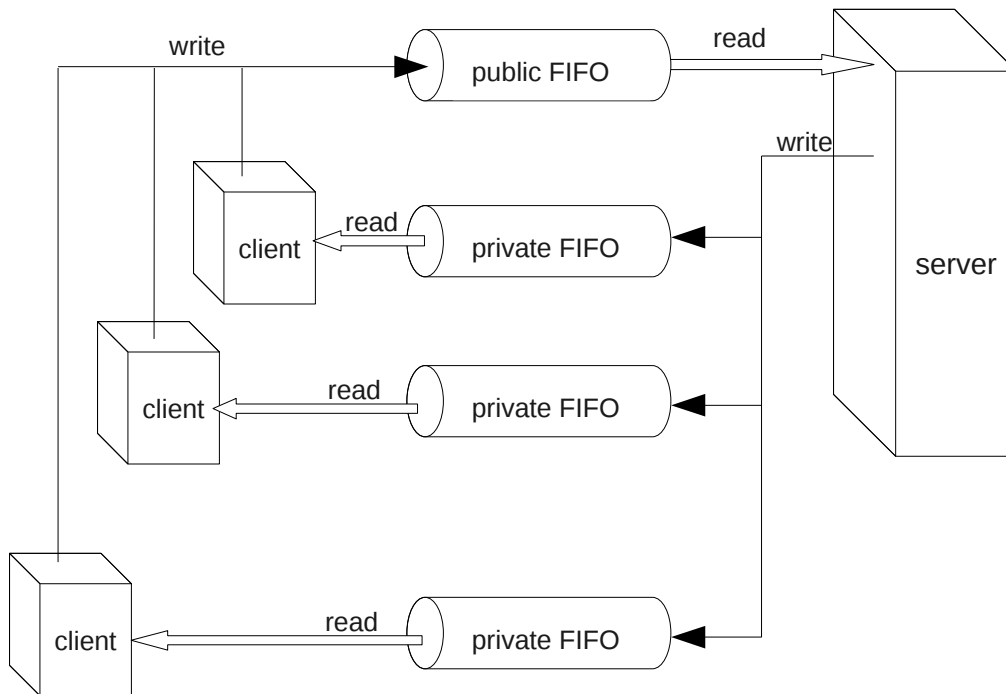 write
read
public FIFO
write
read
client
private FIFO
server
read
client
private FIFO
read
client
private FIFO